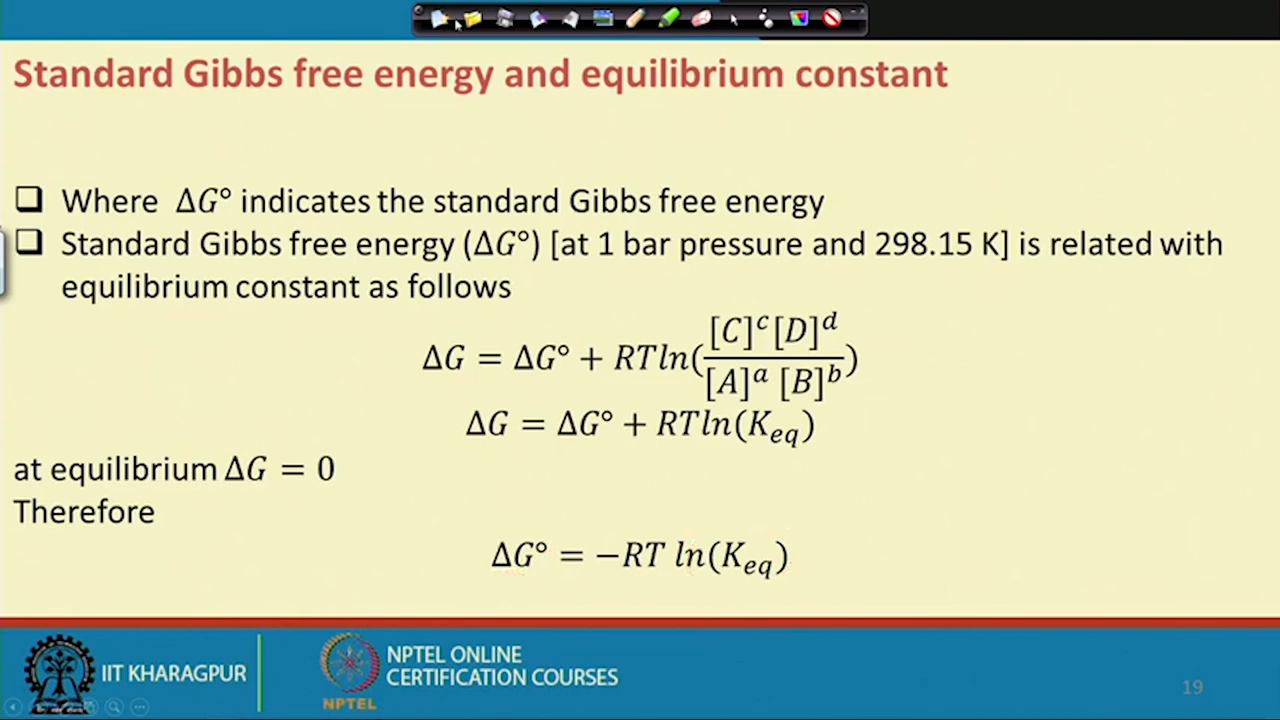 Standard Gibbs free energy and equilibrium constant
❑ Where ΔG° indicates the standard Gibbs free energy
❑ Standard Gibbs free energy (ΔG°) [at 1 bar pressure and 298.15 K] is related with
equilibrium constant as follows
ΔG = ΔG° + RTln([C]^c [D]^d / [A]^a [B]^b)
ΔG = ΔG° + RTln(K_eq)
at equilibrium ΔG = 0
Therefore
ΔG° = −RT ln(K_eq)
IIT KHARAGPUR
NPTEL
NPTEL ONLINE
CERTIFICATION COURSES
19